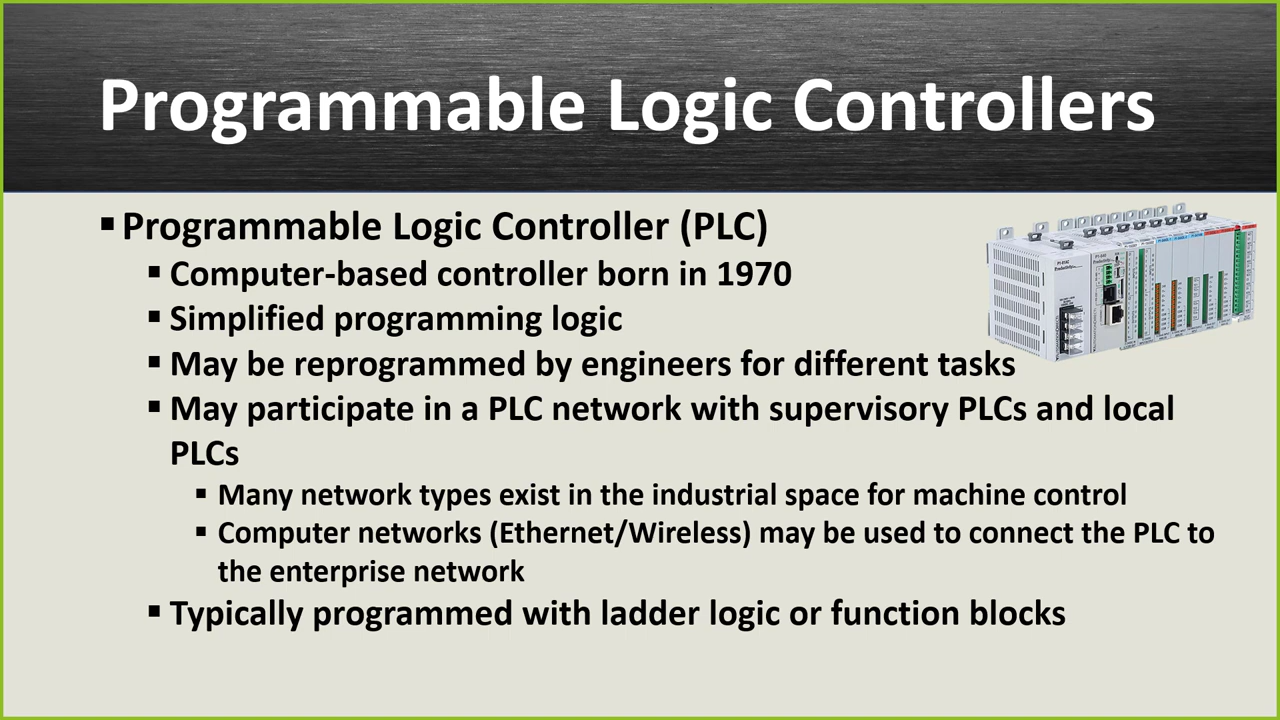 Programmable Logic Controllers
▪ Programmable Logic Controller (PLC)
▪ Computer-based controller born in 1970
▪ Simplified programming logic
▪ May be reprogrammed by engineers for different tasks
▪ May participate in a PLC network with supervisory PLCs and local
PLCs
▪ Many network types exist in the industrial space for machine control
▪ Computer networks (Ethernet/Wireless) may be used to connect the PLC to
the enterprise network
▪ Typically programmed with ladder logic or function blocks